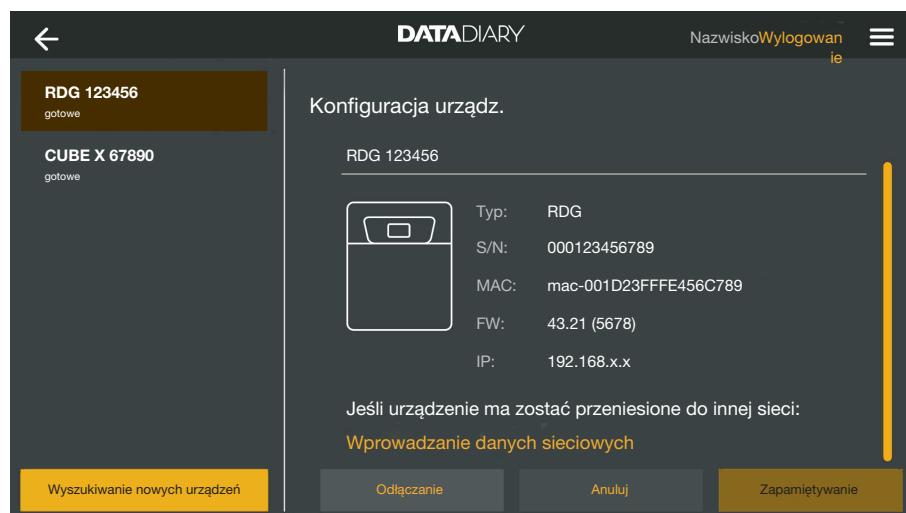 DATADIARY
NazwiskoWylogowan
ie
RDG 123456
gotowe
CUBE X 67890
gotowe
Wyszukiwanie nowych urządzeń
Konfiguracja urządz.
RDG 123456
Typ: RDG
S/N: 000123456789
MAC: mac-001D23FFFE456C789
FW: 43.21 (5678)
IP: 192.168.x.x
Jeśli urządzenie ma zostać przeniesione do innej sieci:
Wprowadzanie danych sieciowych
Odłączanie
Anuluj
Zapamiętywanie